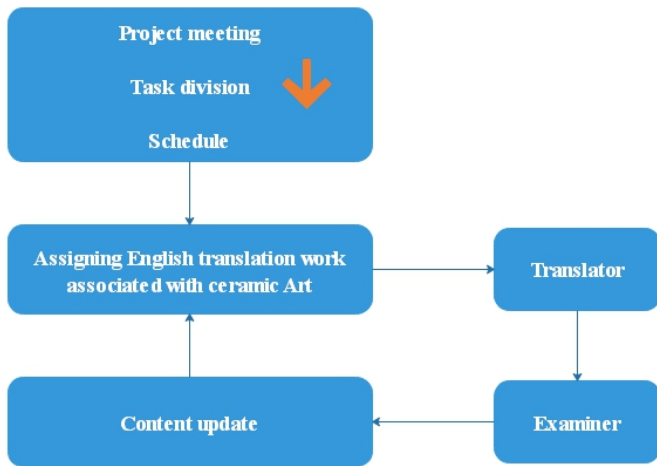 Project meeting
Task division
Schedule
Assigning English translation work
associated with ceramic Art
Translator
Content update
Examiner